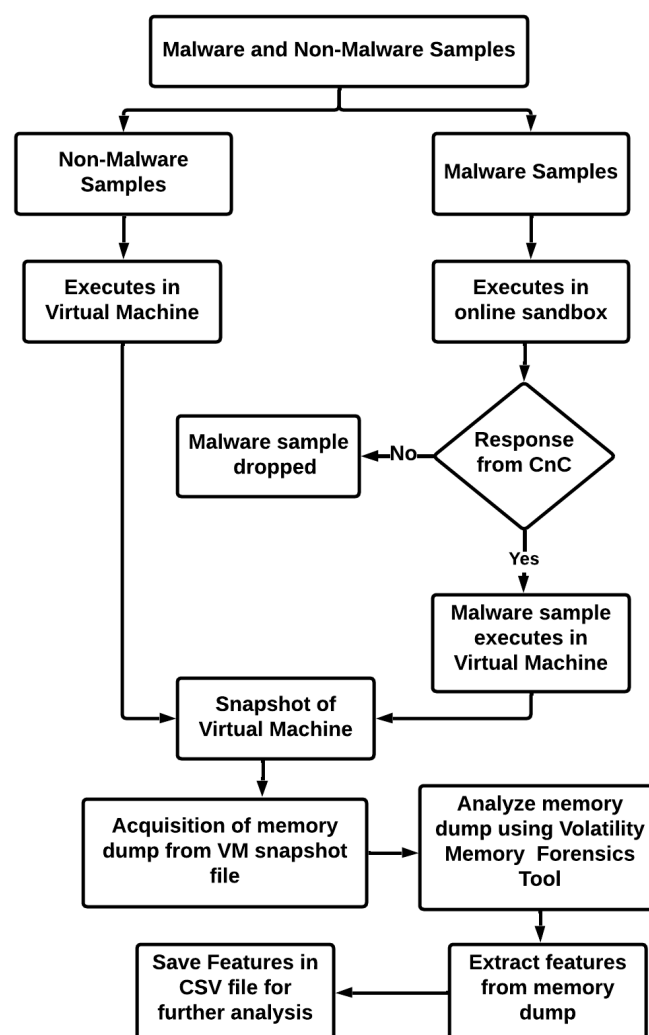 Malware and Non-Malware Samples
Non-Malware
Samples
Malware Samples
Executes in
Virtual Machine
Executes in
online sandbox
Malware sample
dropped
No
Response
from CnC
Yes
Malware sample
executes in
Virtual Machine
Snapshot of
Virtual Machine
Acquisition of memory
dump from VM snapshot
file
Analyze memory
dump using Volatility
Memory Forensics
Tool
Save Features in
CSV file for
further analysis
Extract features
from memory
dump